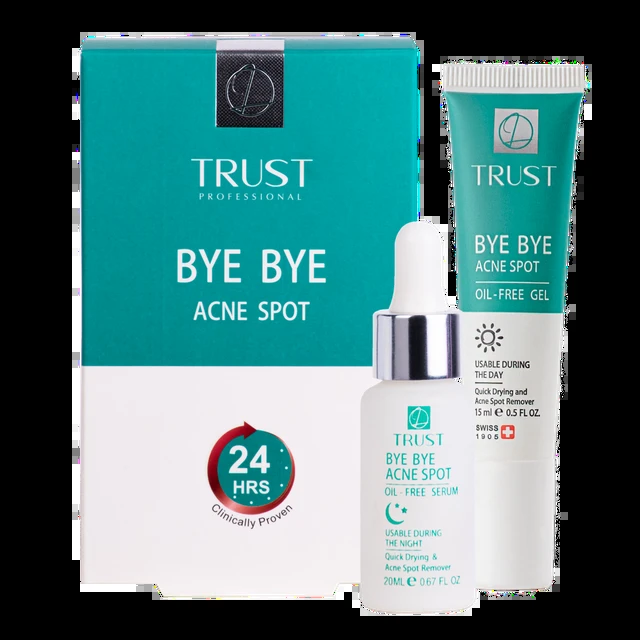 TRUST
PROFESSIONAL
BYE BYE
ACNE SPOT
24
HRS
Clinically Proven
TRUST
BYE BYE
ACNE SPOT
OIL - FREE SERUM
USABLE DURING
THE NIGHT
Quick Drying &
Acne Spot Remover
20ML ℮ 0.67 FL OZ
TRUST
BYE BYE
ACNE SPOT
OIL-FREE GEL
USABLE DURING
THE DAY
Quick Drying and
Acne Spot Remover
15 ml ℮ 0.5 FL OZ.
SWISS
1905